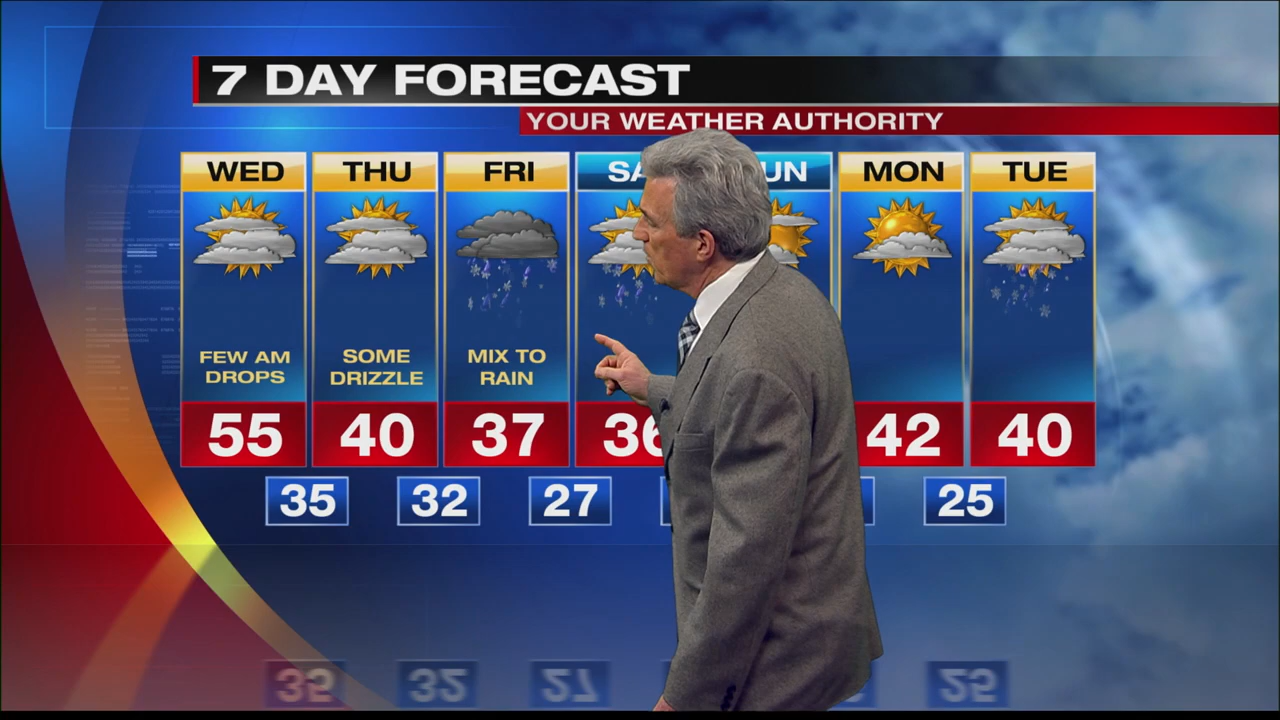 7 DAY FORECAST
YOUR WEATHER AUTHORITY
WED THU FRI MON TUE
FEW AM DROPS
SOME DRIZZLE
MIX TO RAIN
55 40 37 36 42 40
35 32 27 25